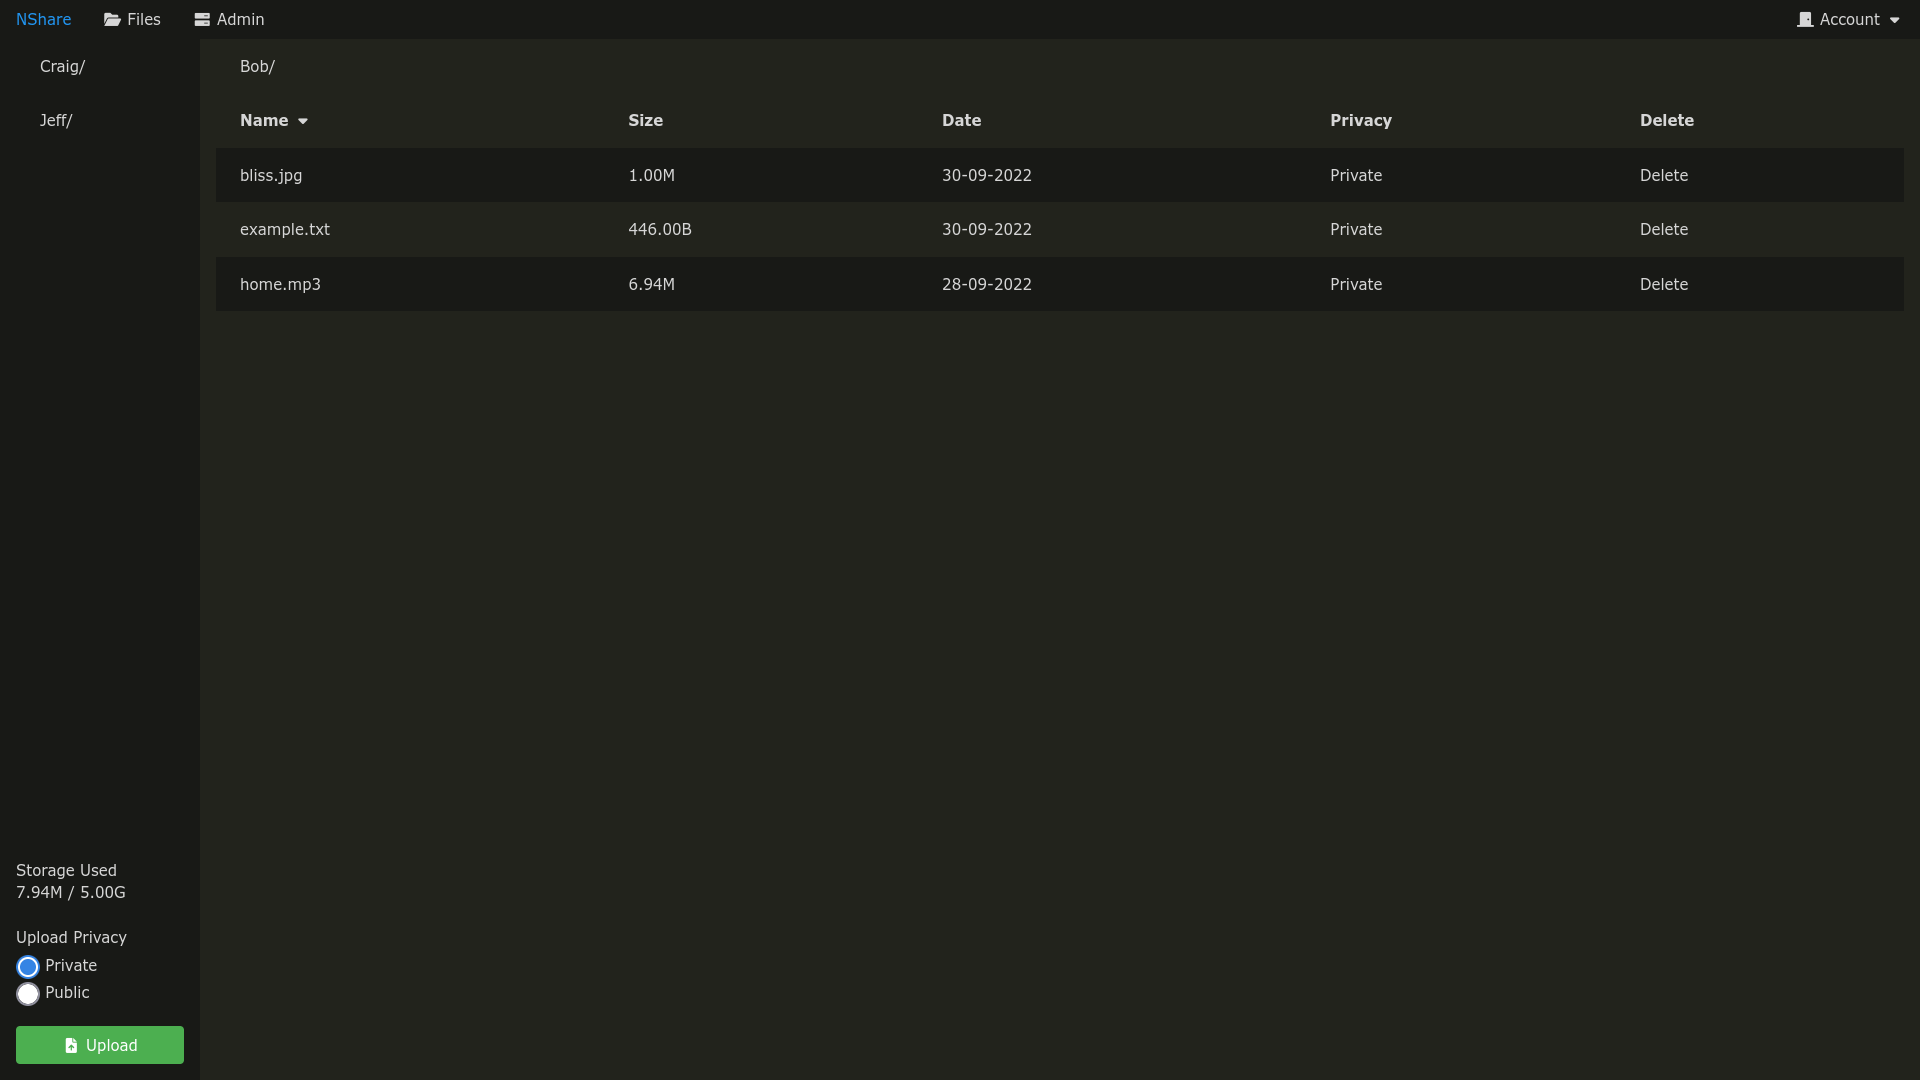 NShare Files Admin Account
Craig/
Jeff/
Bob/
Name Size Date Privacy Delete
bliss.jpg 1.00M 30-09-2022 Private Delete
example.txt 446.00B 30-09-2022 Private Delete
home.mp3 6.94M 28-09-2022 Private Delete
Storage Used
7.94M / 5.00G
Upload Privacy
Private
Public
Upload